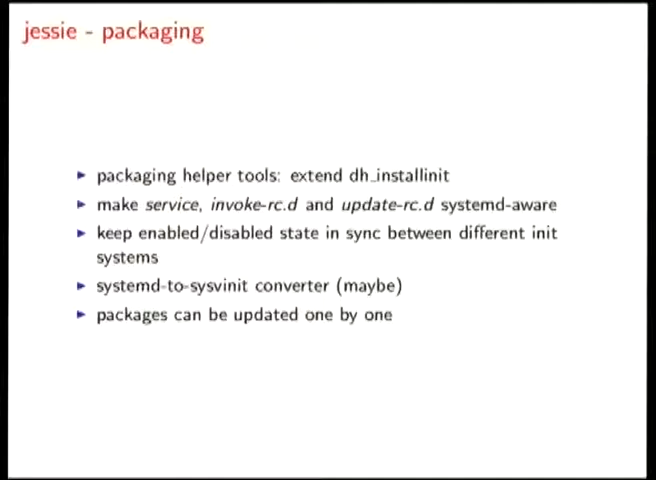 jessie - packaging
packaging helper tools: extend dh_installinit
make service, invoke-rc.d and update-rc.d systemd-aware
keep enabled/disabled state in sync between different init
systems
systemd-to-sysvinit converter (maybe)
packages can be updated one by one